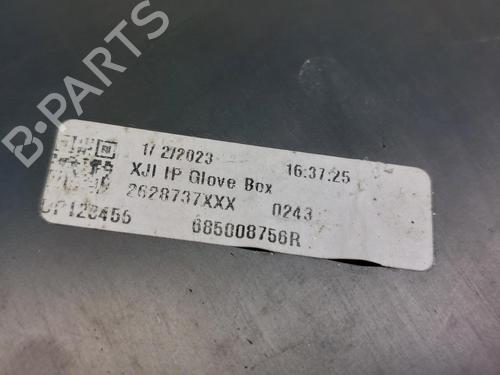 B-PARTS
1/ 2/2023 16:37:25
XJI IP Glove Box
2628737XXX 0243
685008756R